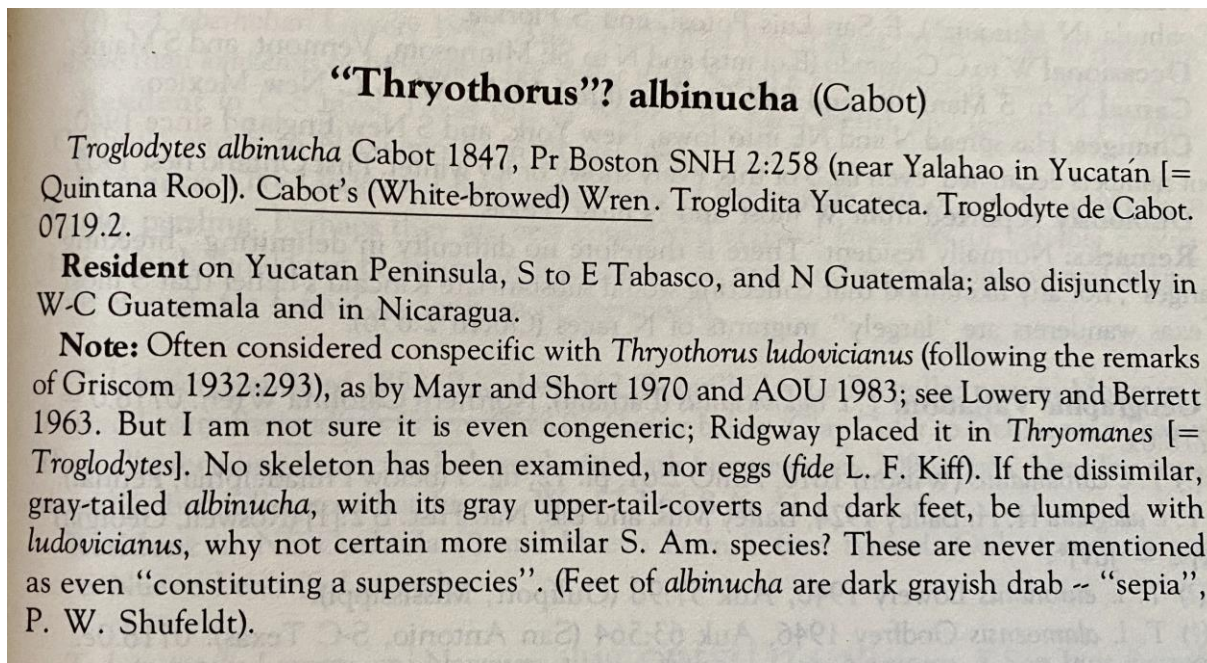 “Thryothorus”? albinucha (Cabot)
Troglodytes albinucha Cabot 1847, Pr Boston SNH 2:258 (near Yalahao in Yucatán [=
Quintana Roo]). Cabot's (White-browed) Wren. Troglodita Yucateca. Troglodyte de Cabot.
0719.2.
Resident on Yucatan Peninsula, S to E Tabasco, and N Guatemala; also disjunctly in
W-C Guatemala and in Nicaragua.
Note: Often considered conspecific with Thryothorus ludovicianus (following the remarks
of Griscom 1932:293), as by Mayr and Short 1970 and AOU 1983; see Lowery and Berrett
1963. But I am not sure it is even congeneric; Ridgway placed it in Thryomanes [=
Troglodytes]. No skeleton has been examined, nor eggs (fide L. F. Kiff). If the dissimilar,
gray-tailed albinucha, with its gray upper-tail-coverts and dark feet, be lumped with
ludovicianus, why not certain more similar S. Am. species? These are never mentioned
as even “constituting a superspecies”. (Feet of albinucha are dark grayish drab -- “sepia”,
P. W. Shufeldt).